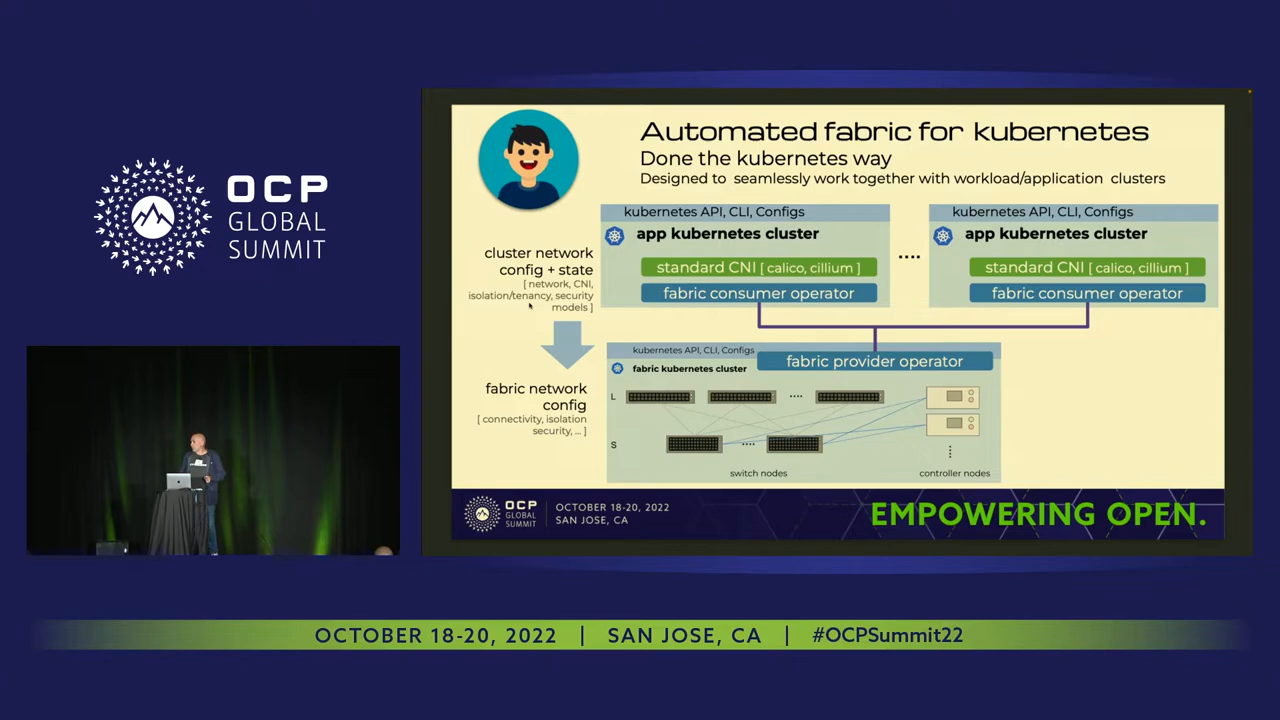 OCP
GLOBAL
SUMMIT
Automated fabric for kubernetes
Done the kubernetes way
Designed to seamlessly work together with workload/application clusters
cluster network
config + state
[ network, CNI,
isolation/tenancy, security
models ]
kubernetes API, CLI, Configs
app kubernetes cluster
standard CNI [ calico, cillium ]
fabric consumer operator
....
kubernetes API, CLI, Configs
app kubernetes cluster
standard CNI [ calico, cillium ]
fabric consumer operator
fabric network
config
[ connectivity, isolation
security, ... ]
kubernetes API, CLI, Configs
fabric provider operator
fabric kubernetes cluster
L
....
S
....
switch nodes
controller nodes
OCP
GLOBAL
SUMMIT
OCTOBER 18-20, 2022
SAN JOSE, CA
EMPOWERING OPEN.
OCTOBER 18-20, 2022 | SAN JOSE, CA | #OCPSummit22